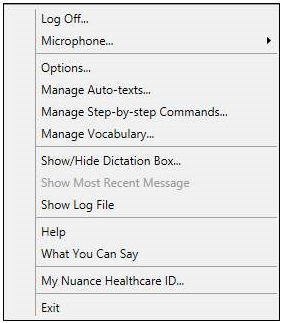 Log Off...
Microphone...
Options...
Manage Auto-texts...
Manage Step-by-step Commands...
Manage Vocabulary...
Show/Hide Dictation Box...
Show Most Recent Message
Show Log File
Help
What You Can Say
My Nuance Healthcare ID...
Exit